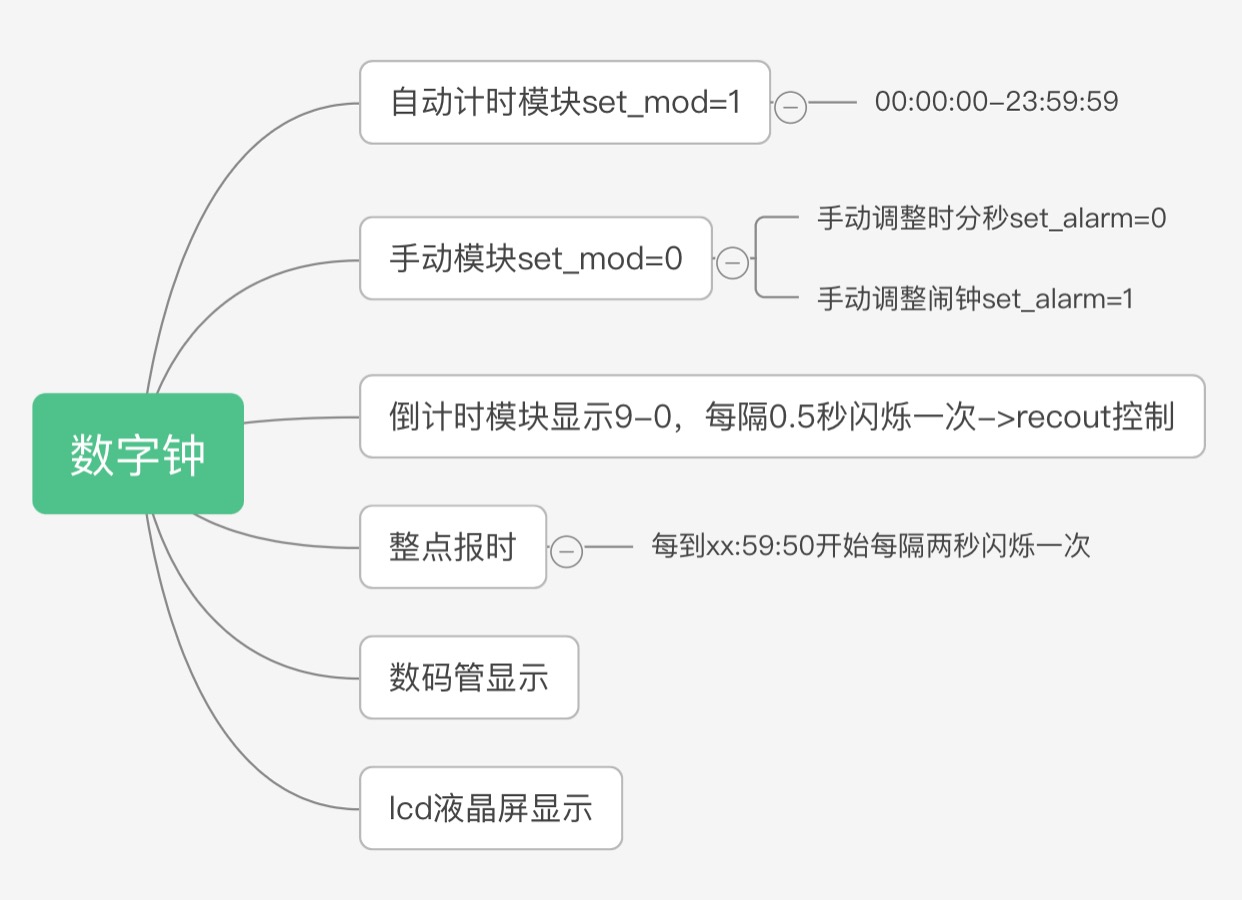 自动计时模块set_mod=1
00:00:00-23:59:59
手动模块set_mod=0
手动调整时分秒set_alarm=0
手动调整闹钟set_alarm=1
数字钟
倒计时模块显示9-0，每隔0.5秒闪烁一次->recout控制
整点报时
每到xx:59:50开始每隔两秒闪烁一次
数码管显示
lcd液晶屏显示